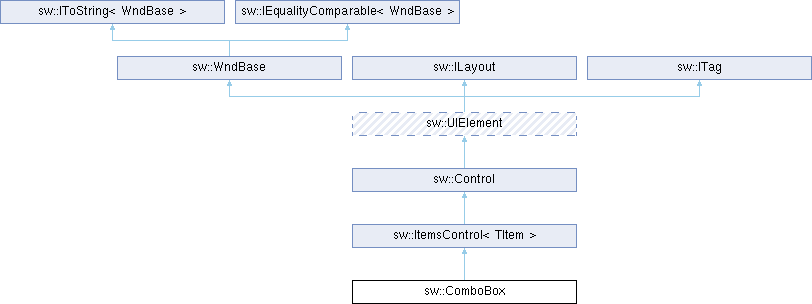 sw::IToString< WndBase >
sw::IEqualityComparable< WndBase >
sw::WndBase
sw::ILayout
sw::ITag
sw::UIElement
sw::Control
sw::ItemsControl< TItem >
sw::ComboBox